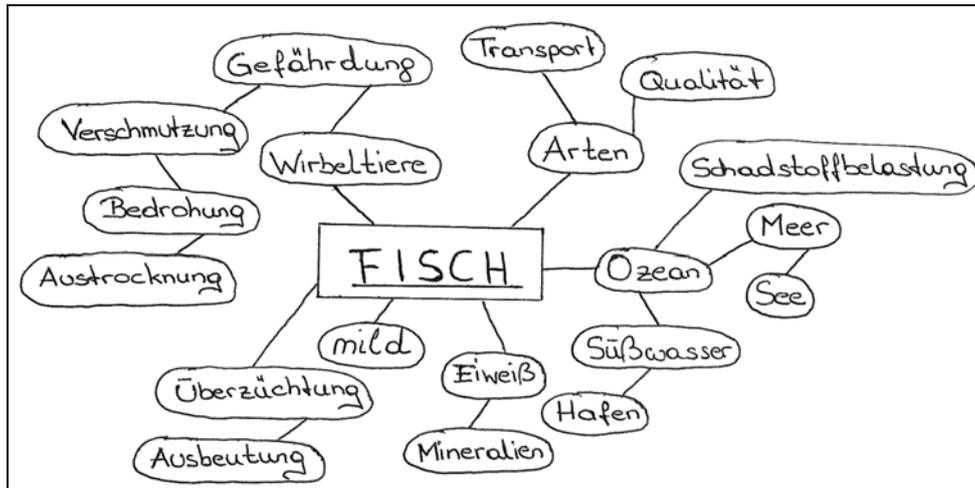 Transport
Gefährdung
Qualität
Verschmutzung
Wirbeltiere
Arten
Schadstoffbelastung
Bedrohung
Meer
FISCH
Ozean
Austrocknung
See
mild
Süßwasser
Eiweiß
Überzüchtung
Hafen
Mineralien
Ausbeutung